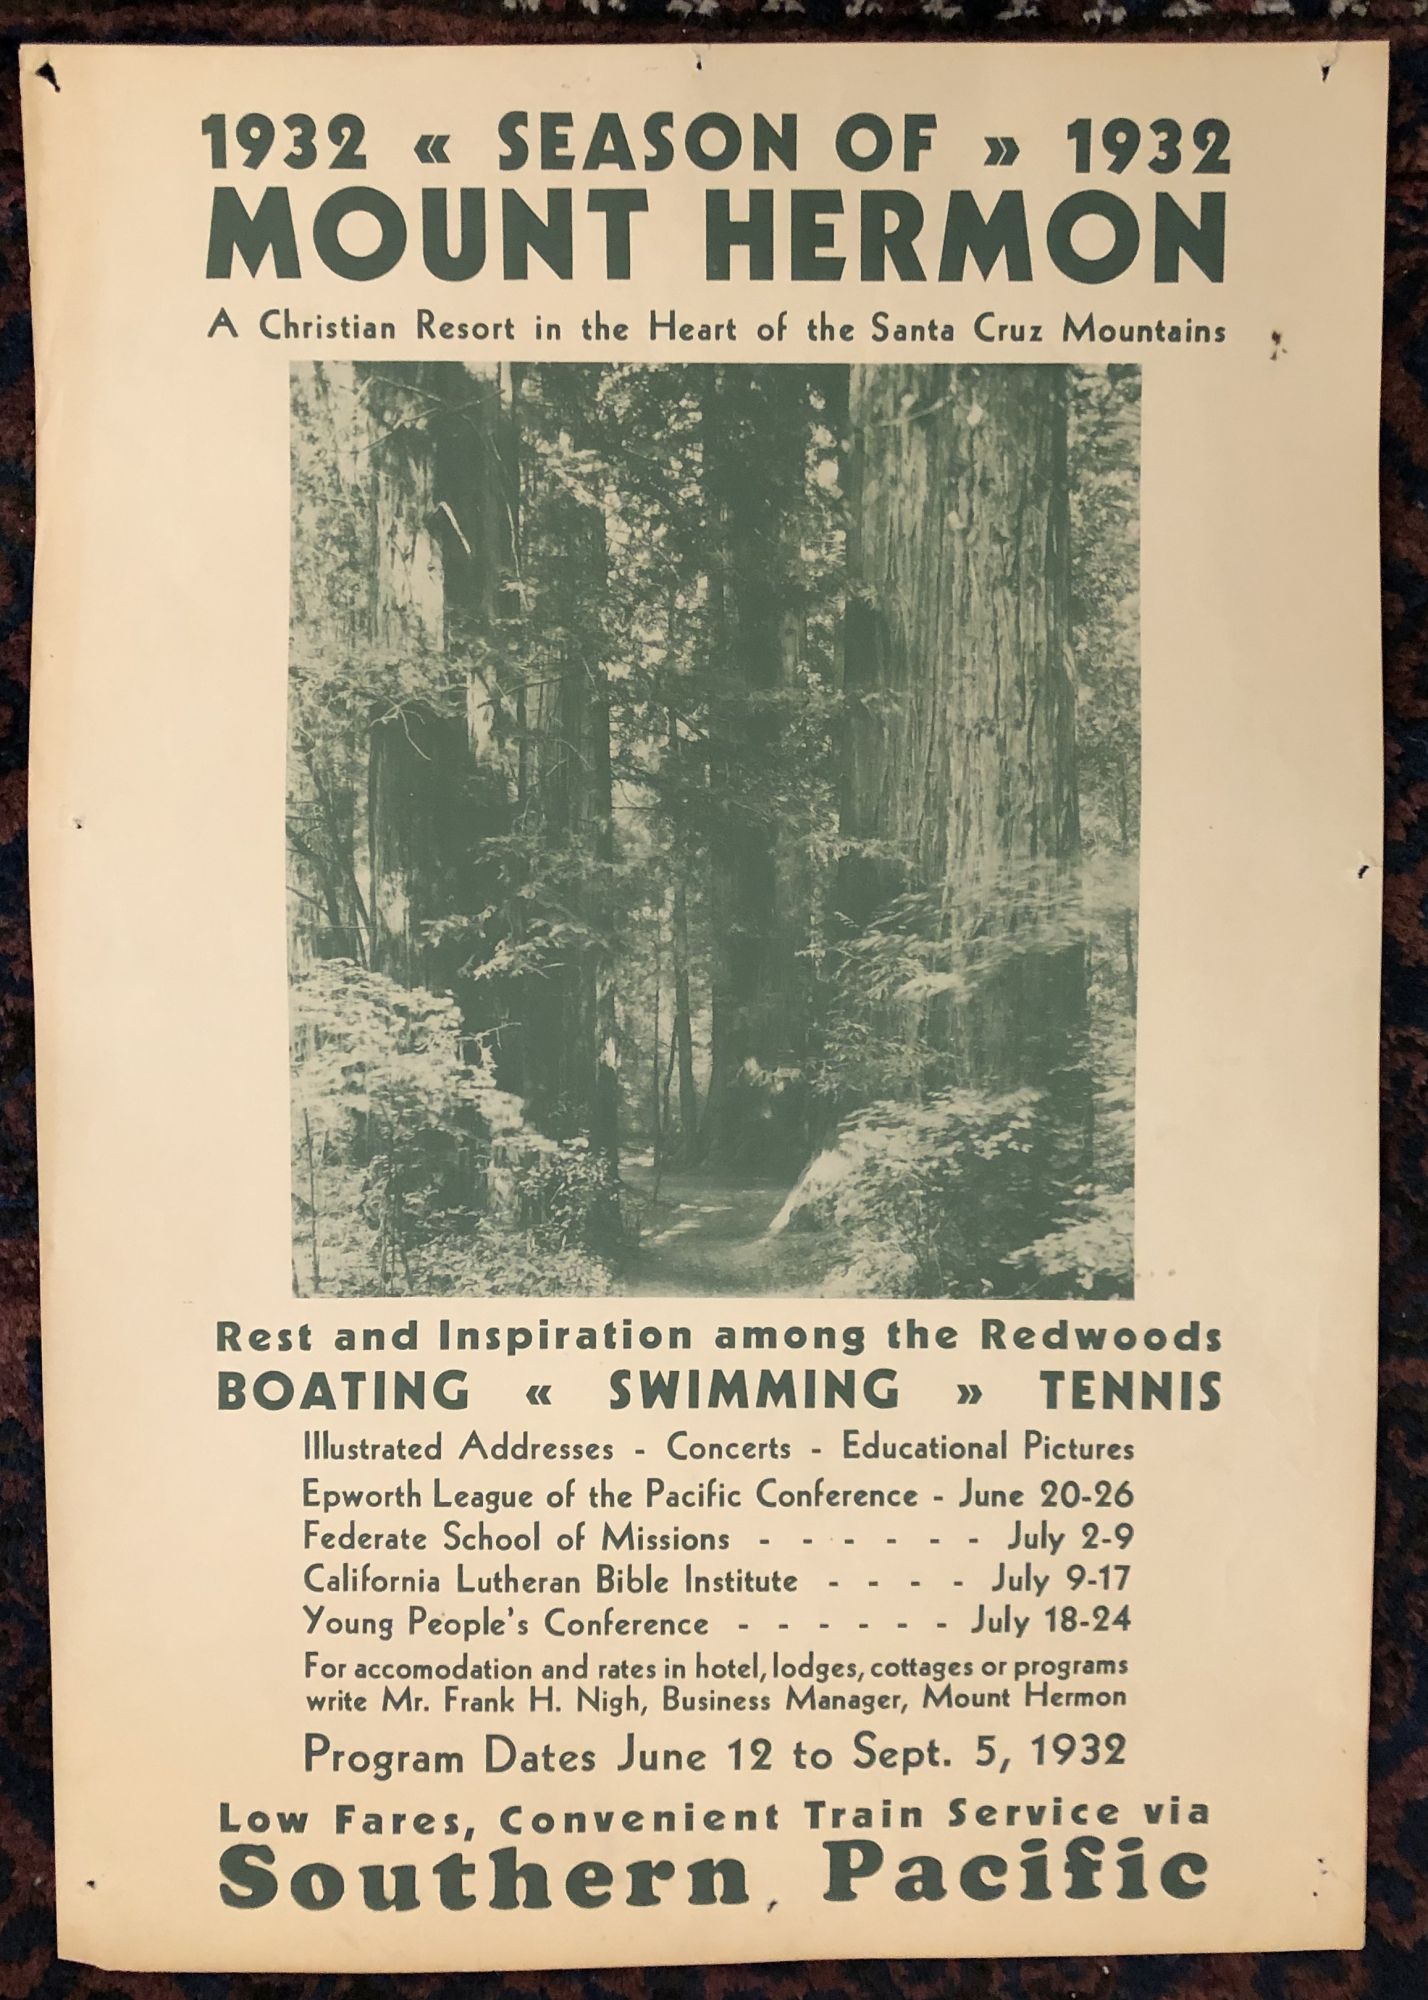 1932 « SEASON OF » 1932
MOUNT HERMON
A Christian Resort in the Heart of the Santa Cruz Mountains
Rest and Inspiration among the Redwoods
BOATING « SWIMMING » TENNIS
Illustrated Addresses - Concerts - Educational Pictures
Epworth League of the Pacific Conference - June 20-26
Federate School of Missions - - - - - - July 2-9
California Lutheran Bible Institute - - - - July 9-17
Young People's Conference - - - - - - July 18-24
For accomodation and rates in hotel, lodges, cottages or programs
write Mr. Frank H. Nigh, Business Manager, Mount Hermon
Program Dates June 12 to Sept. 5, 1932
Low Fares, Convenient Train Service via
Southern Pacific